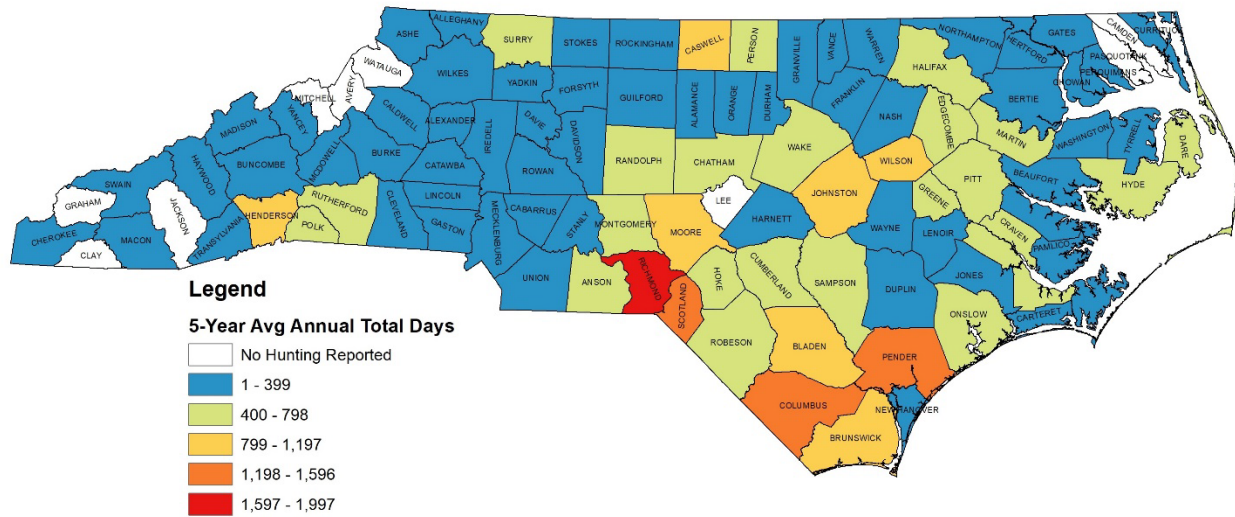 ALLEGHANY
ASHE
SURRY
STOKES
ROCKINGHAM
CASWELL
PERSON
GRANVILLE
VANCE
WARREN
NORTHAMPTON
HERTFORD
GATES
CAMDEN
CURRITUCK
PASQUOTANK
PERQUIMANS
CHOWAN
HALIFAX
BERTIE
WATAUGA
WILKES
YADKIN
FORSYTH
GUILFORD
ALAMANCE
ORANGE
DURHAM
FRANKLIN
NASH
EDGECOMBE
MARTIN
WASHINGTON
TYRRELL
DARE
MITCHELL
AVERY
YANCEY
MADISON
CALDWELL
ALEXANDER
IREDELL
DAVIE
DAVIDSON
RANDOLPH
CHATHAM
WAKE
WILSON
PITT
BEAUFORT
HYDE
BUNCOMBE
MCDOWELL
BURKE
CATAWBA
ROWAN
HAYWOOD
SWAIN
JOHNSTON
GREENE
LEE
GRAHAM
JACKSON
HENDERSON
RUTHERFORD
POLK
CLEVELAND
LINCOLN
GASTON
MECKLENBURG
CABARRUS
STANLY
MONTGOMERY
MOORE
HARNETT
WAYNE
LENOIR
CRAVEN
PAMLICO
CHEROKEE
MACON
TRANSYLVANIA
CLAY
UNION
ANSON
RICHMOND
SCOTLAND
HOKE
CUMBERLAND
SAMPSON
DUPLIN
JONES
ONSLOW
CARTERET
ROBESON
BLADEN
PENDER
COLUMBUS
NEW HANOVER
BRUNSWICK
Legend
5-Year Avg Annual Total Days
No Hunting Reported
1 - 399
400 - 798
799 - 1,197
1,198 - 1,596
1,597 - 1,997